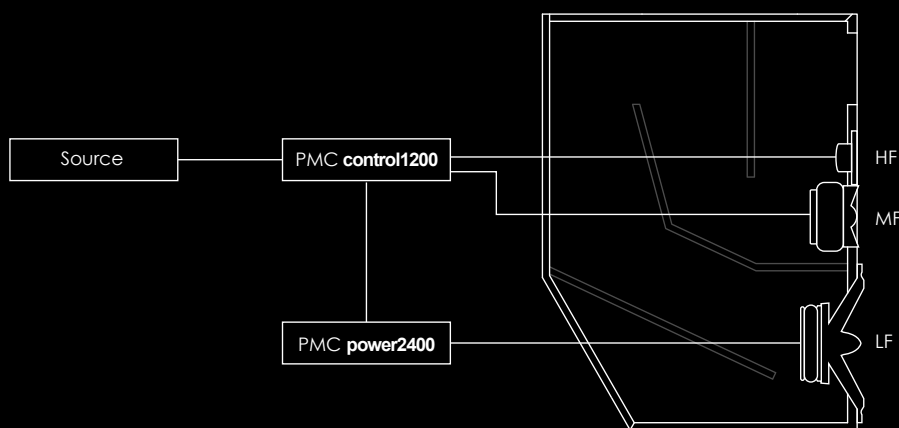 Source
PMC control1200
HF
MF
PMC power2400
LF